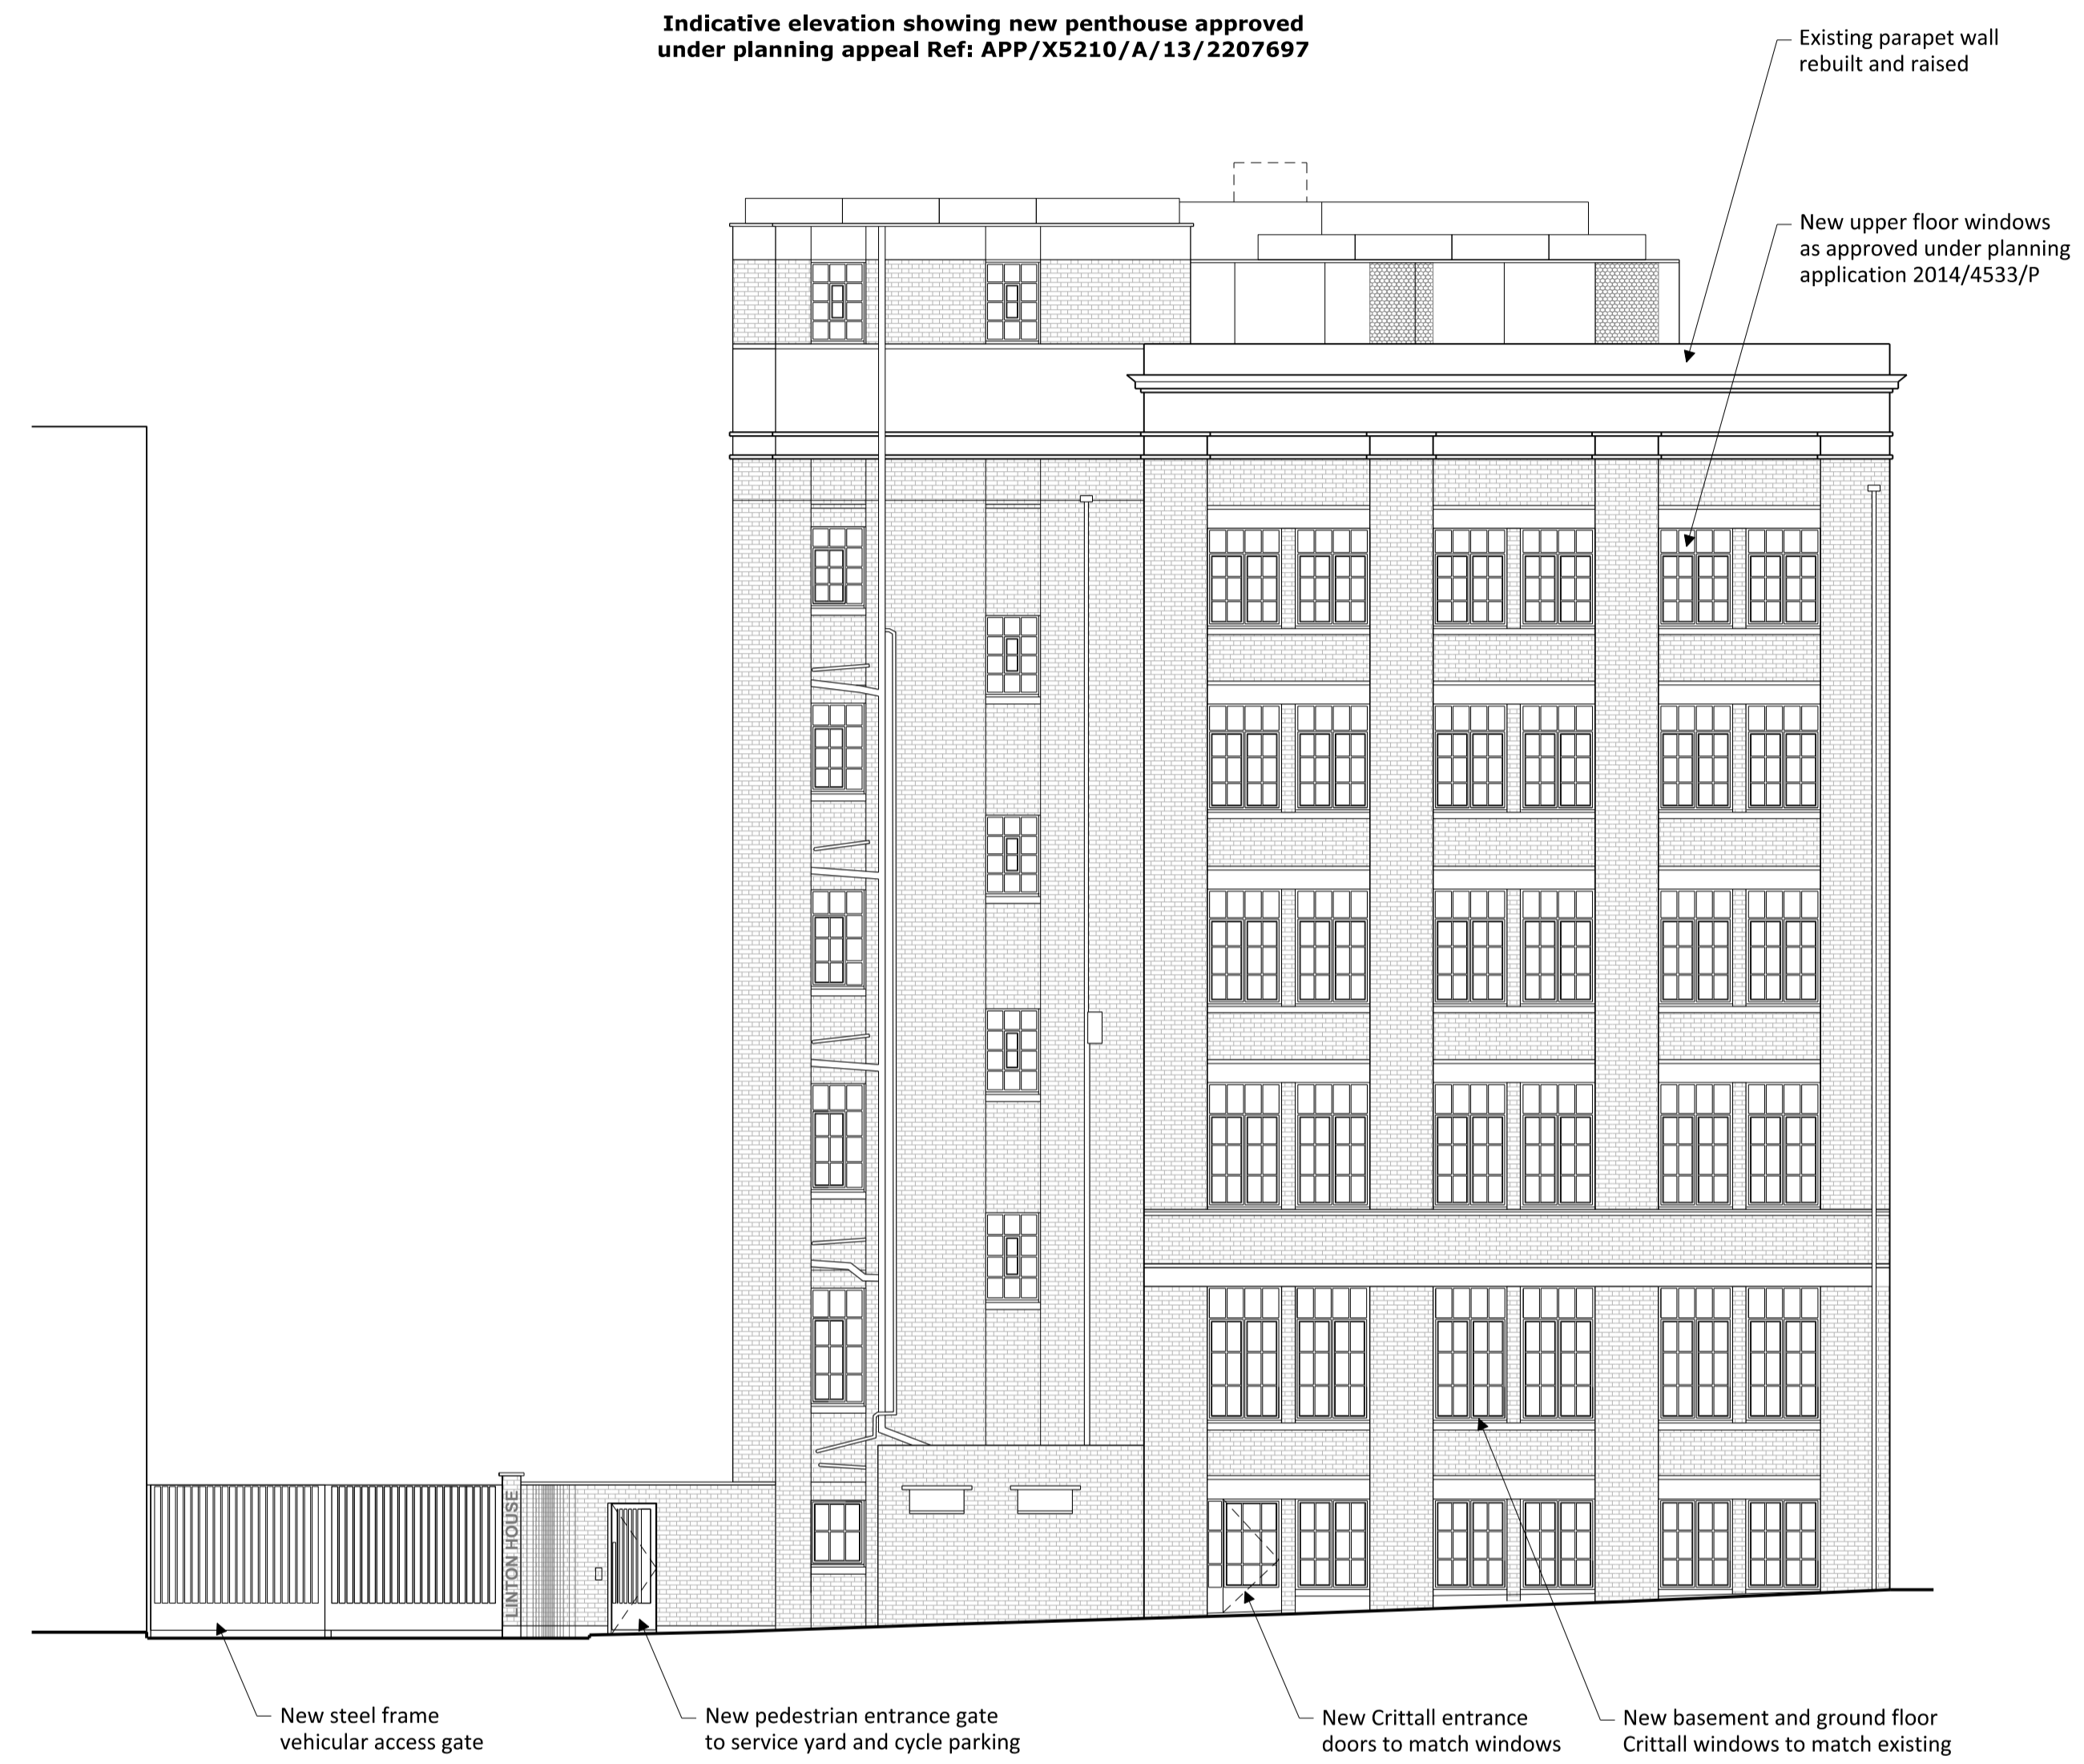 Indicative elevation showing new penthouse approved
under planning appeal Ref: APP/X5210/A/13/2207697
Existing parapet wall
rebuilt and raised
New upper floor windows
as approved under planning
application 2014/4533/P
LINTON HOUSE
New steel frame
vehicular access gate
New pedestrian entrance gate
to service yard and cycle parking
New Crittall entrance
doors to match windows
New basement and ground floor
Crittall windows to match existing